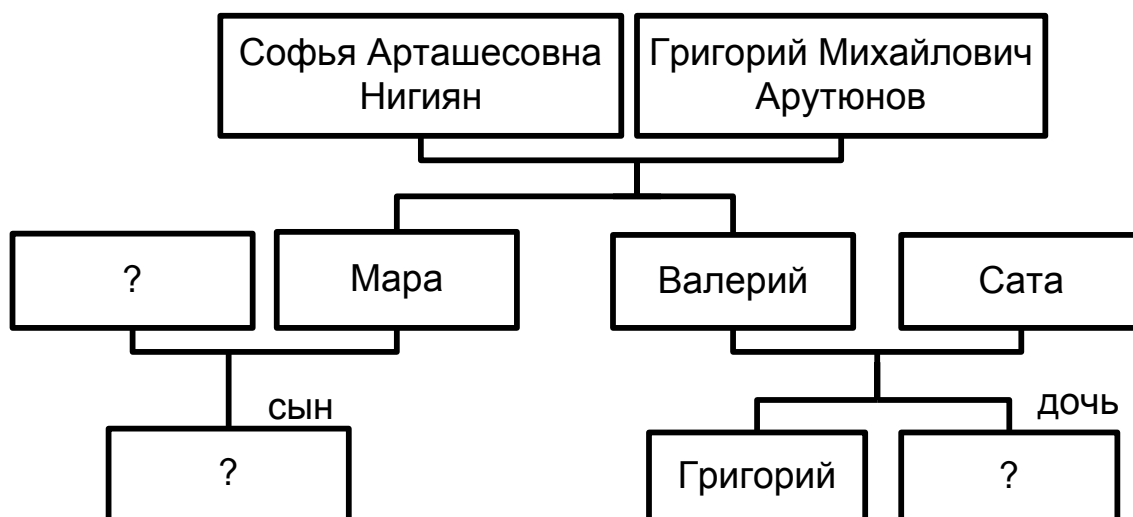 Софья Арташесовна
Нигиян
Григорий Михайлович
Арутюнов
?
Мара
Валерий
Сата
сын
дочь
?
Григорий
?